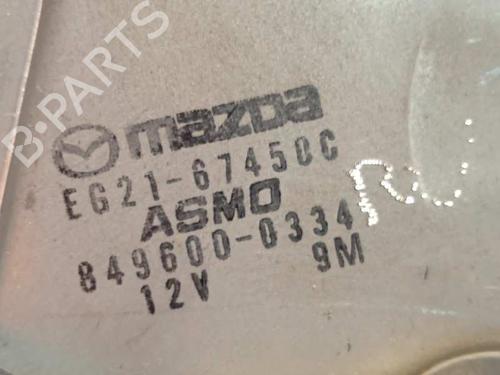 B-PARTS
mazda
EG21-67450C
ASMO
849600-0334
12V 9M